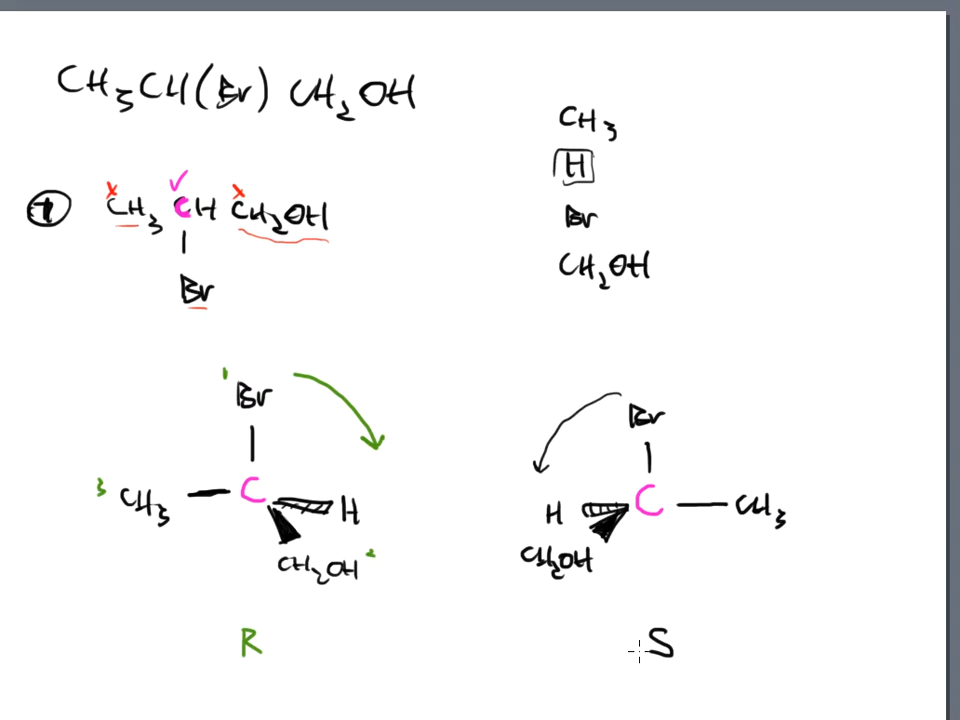 CH3CH(Br)CH2OH
CH3
H
Br
CH2OH
1 CH3 CH CH2OH
Br
1 Br
3 CH3 C H
CH2OH 2
R
Br
H C CH3
CH2OH
S